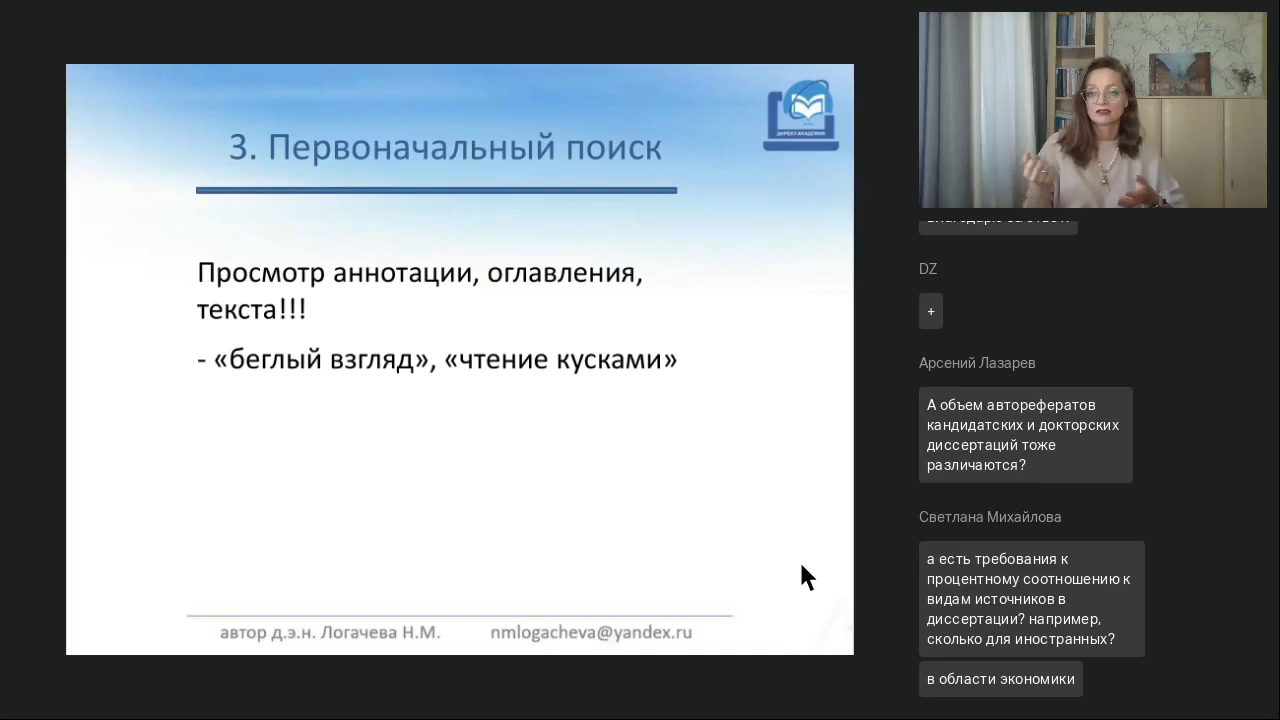 3. Первоначальный поиск
ДИРЕКТ-АКАДЕМИЯ
Просмотр аннотации, оглавления,
текста!!!
- «беглый взгляд», «чтение кусками»
автор д.э.н. Логачева Н.М. nmlogacheva@yandex.ru
DZ
+
Арсений Лазарев
А объем авторефератов
кандидатских и докторских
диссертаций тоже
различаются?
Светлана Михайлова
а есть требования к
процентному соотношению к
видам источников в
диссертации? например,
сколько для иностранных?
в области экономики